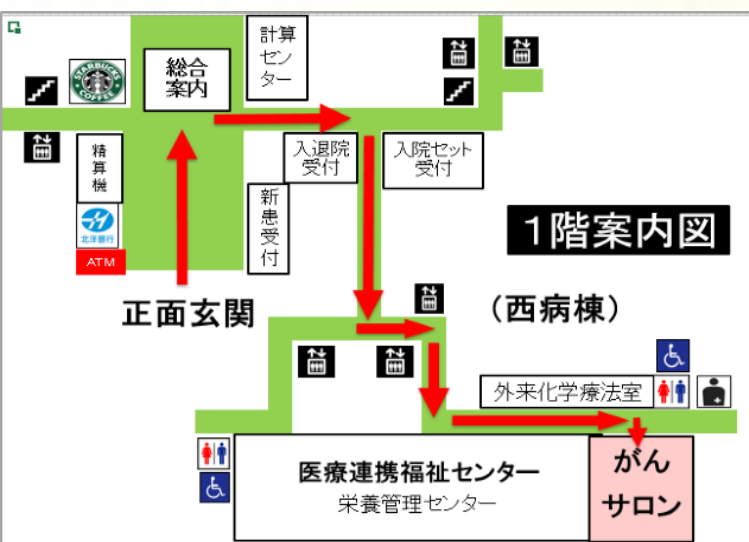 STARBUCKS
COFFEE
総合
案内
計算
セン
ター
精
算
機
北洋銀行
ATM
入退院
受付
入院セット
受付
新
患
受
付
1階案内図
正面玄関
(西病棟)
外来化学療法室
医療連携福祉センター
栄養管理センター
がん
サロン